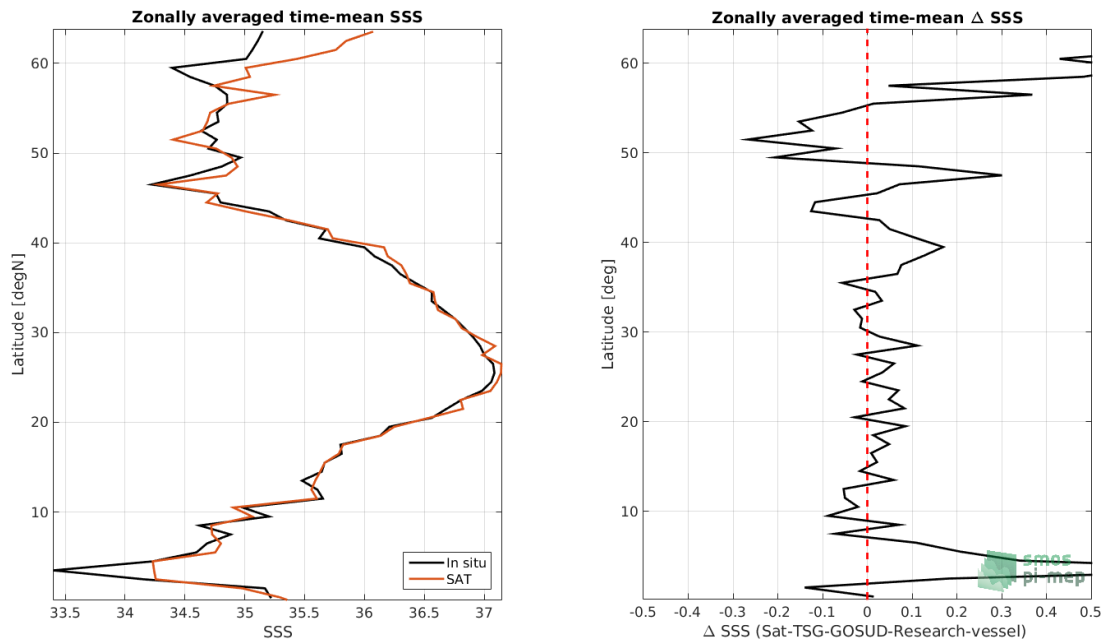 Zonally averaged time-mean SSS
60
50
40
30
20
10
Latitude [degN]
In situ
SAT
33.5 34 34.5 35 35.5 36 36.5 37
SSS
Zonally averaged time-mean Δ SSS
60
50
40
30
20
10
Latitude [deg]
smos
pi-mep
-0.5 -0.4 -0.3 -0.2 -0.1 0 0.1 0.2 0.3 0.4 0.5
Δ SSS (Sat-TSG-GOSUD-Research-vessel)